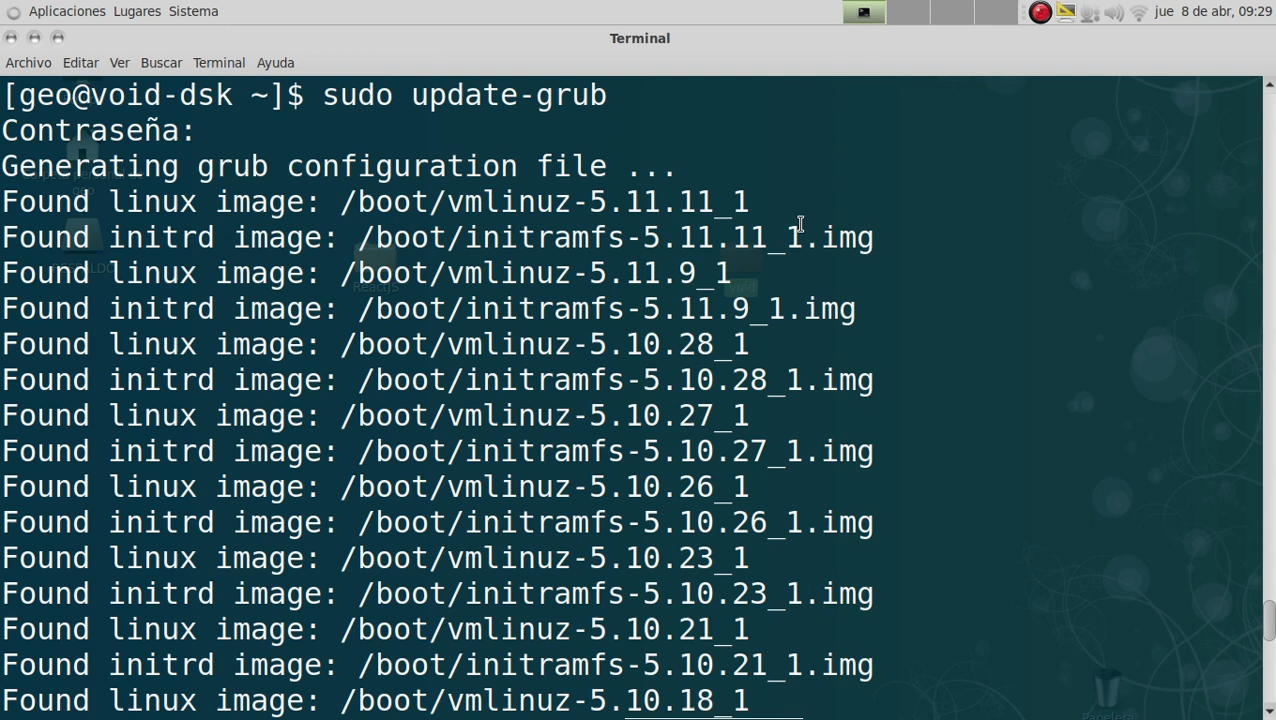 Aplicaciones Lugares Sistema
jue 8 de abr, 09:29
Terminal
Archivo Editar Ver Buscar Terminal Ayuda
[geo@void-dsk ~]$ sudo update-grub
Contraseña:
Generating grub configuration file ...
Found linux image: /boot/vmlinuz-5.11.11_1
Found initrd image: /boot/initramfs-5.11.11_1.img
Found linux image: /boot/vmlinuz-5.11.9_1
Found initrd image: /boot/initramfs-5.11.9_1.img
Found linux image: /boot/vmlinuz-5.10.28_1
Found initrd image: /boot/initramfs-5.10.28_1.img
Found linux image: /boot/vmlinuz-5.10.27_1
Found initrd image: /boot/initramfs-5.10.27_1.img
Found linux image: /boot/vmlinuz-5.10.26_1
Found initrd image: /boot/initramfs-5.10.26_1.img
Found linux image: /boot/vmlinuz-5.10.23_1
Found initrd image: /boot/initramfs-5.10.23_1.img
Found linux image: /boot/vmlinuz-5.10.21_1
Found initrd image: /boot/initramfs-5.10.21_1.img
Found linux image: /boot/vmlinuz-5.10.18_1
Papelera